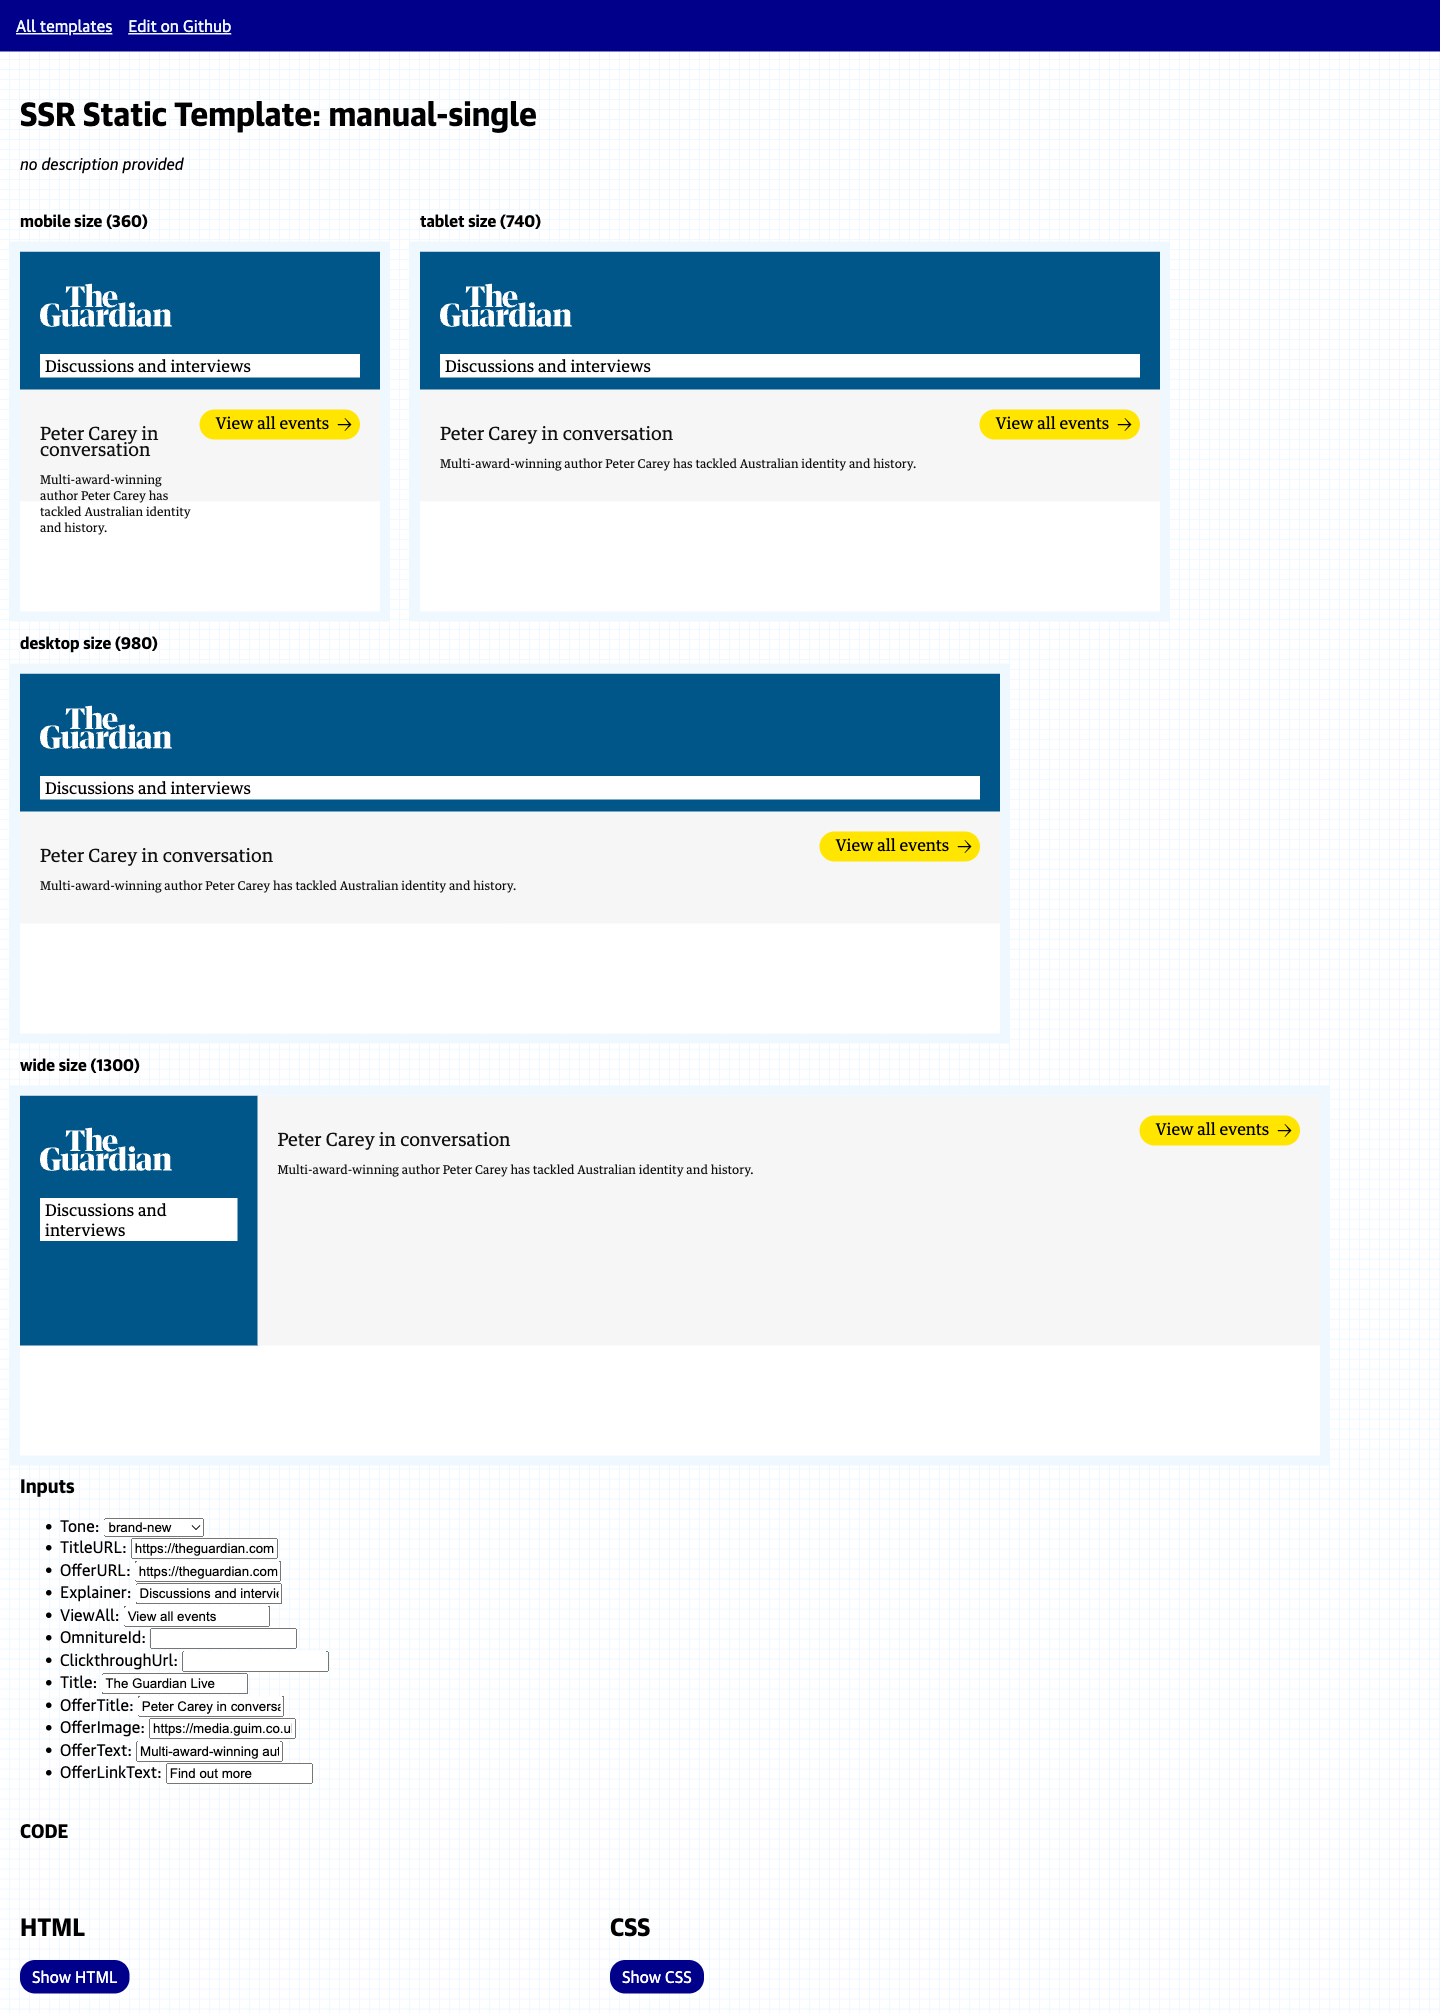 All templates Edit on Github
SSR Static Template: manual-single
no description provided
mobile size (360)
The
Guardian
Discussions and interviews
Peter Carey in
conversation
View all events
Multi-award-winning
author Peter Carey has
tackled Australian identity
and history.
tablet size (740)
The
Guardian
Discussions and interviews
Peter Carey in conversation
View all events
Multi-award-winning author Peter Carey has tackled Australian identity and history.
desktop size (980)
The
Guardian
Discussions and interviews
Peter Carey in conversation
View all events
Multi-award-winning author Peter Carey has tackled Australian identity and history.
wide size (1300)
The
Guardian
Discussions and
interviews
Peter Carey in conversation
View all events
Multi-award-winning author Peter Carey has tackled Australian identity and history.
Inputs
• Tone: brand-new
• TitleURL: https://theguardian.com
• OfferURL: https://theguardian.com
• Explainer: Discussions and intervie
• ViewAll: View all events
• OmnitureId:
• ClickthroughUrl:
• Title: The Guardian Live
• OfferTitle: Peter Carey in conversa
• OfferImage: https://media.guim.co.u
• OfferText: Multi-award-winning aut
• OfferLinkText: Find out more
CODE
HTML
Show HTML
CSS
Show CSS